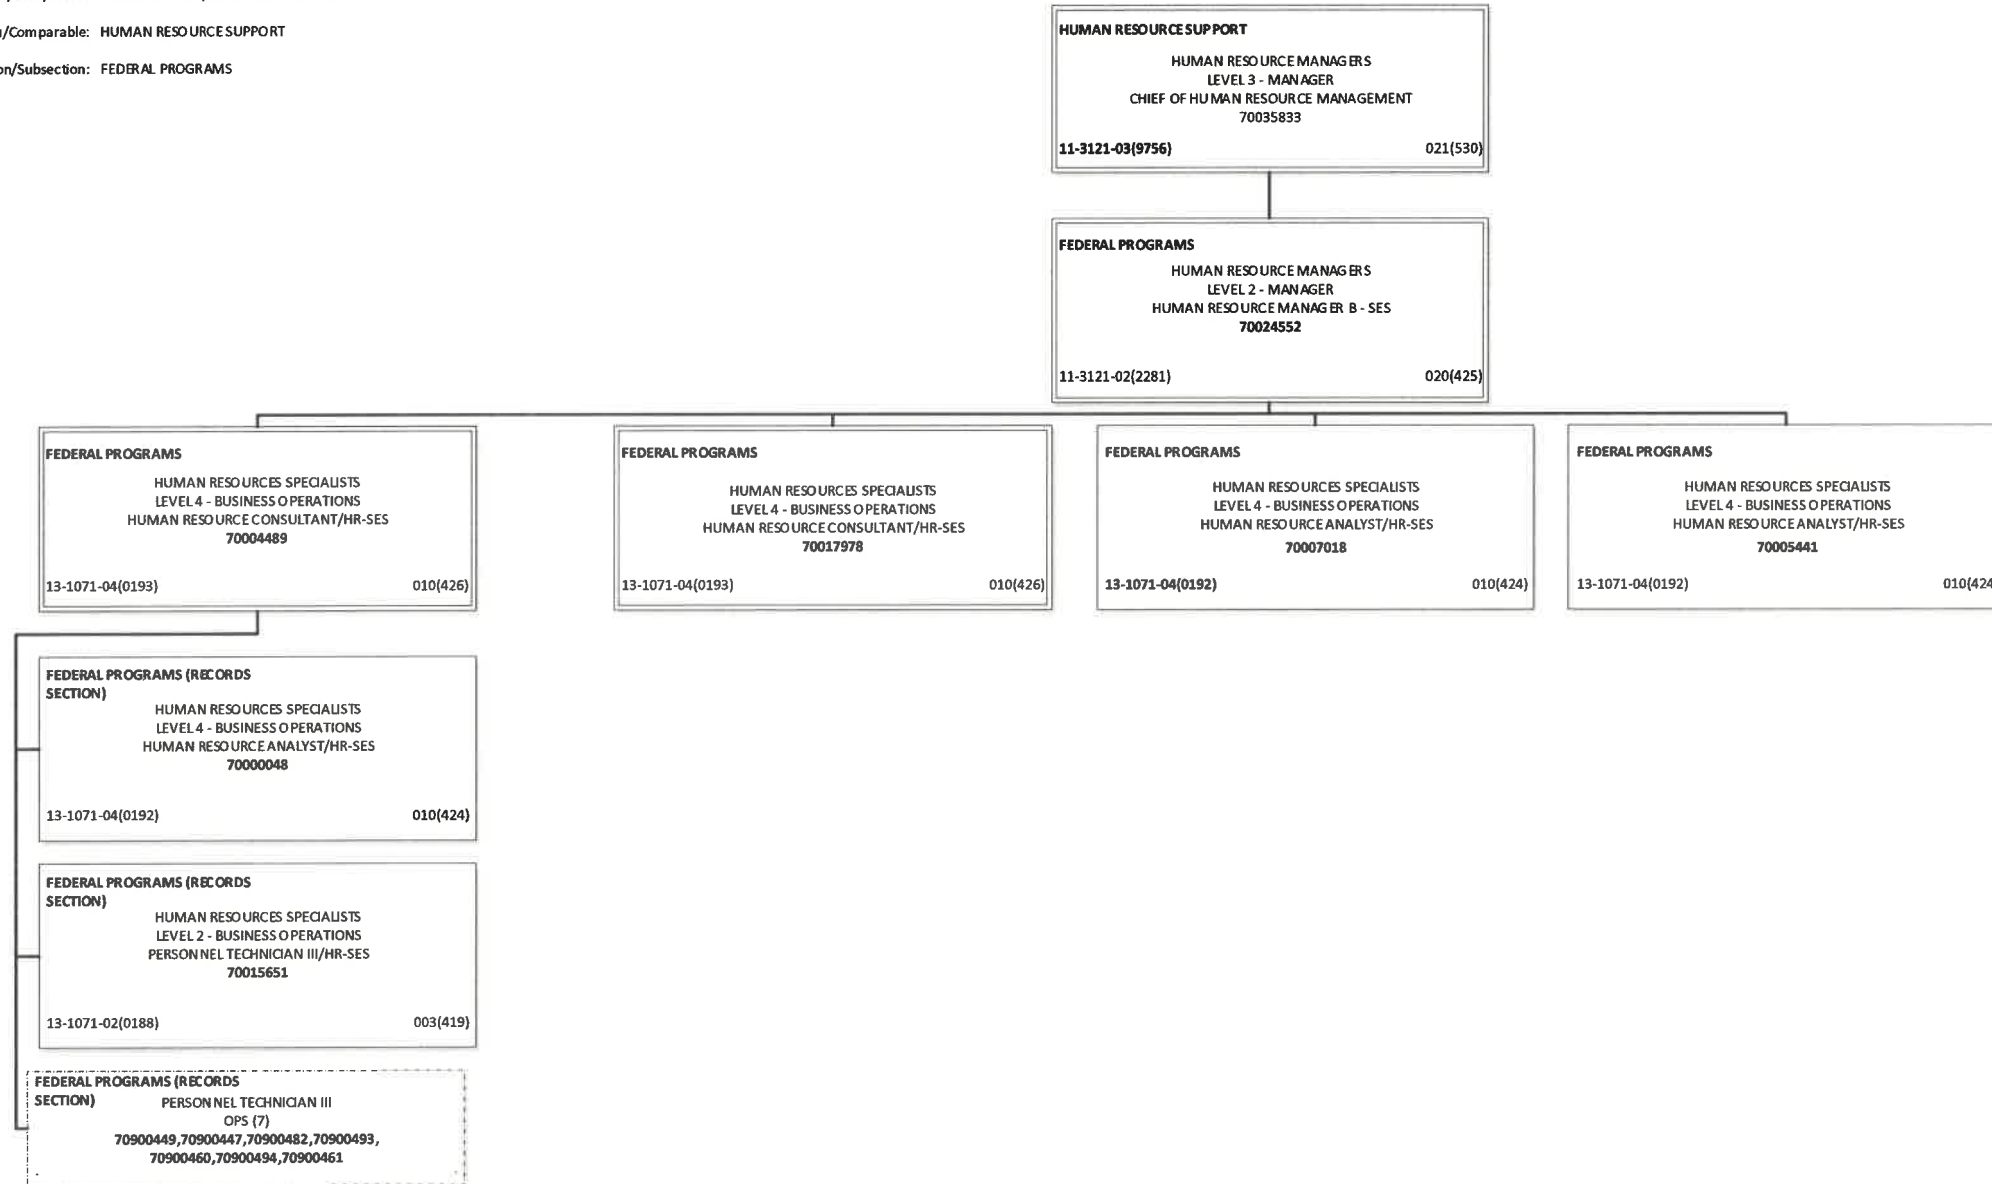 /Comparable: HUMAN RESOURCE SUPPORT
on/Subsection: FEDERAL PROGRAMS
HUMAN RESOURCE SUPPORT
HUMAN RESOURCE MANAGERS
LEVEL 3 - MANAGER
CHIEF OF HUMAN RESOURCE MANAGEMENT
70035833
11-3121-03(9756) 021(530)
FEDERAL PROGRAMS
HUMAN RESOURCE MANAGERS
LEVEL 2 - MANAGER
HUMAN RESOURCE MANAGER B - SES
70024552
11-3121-02(2281) 020(425)
FEDERAL PROGRAMS
HUMAN RESOURCES SPECIALISTS
LEVEL 4 - BUSINESS OPERATIONS
HUMAN RESOURCE CONSULTANT/HR-SES
70004489
13-1071-04(0193) 010(426)
FEDERAL PROGRAMS
HUMAN RESOURCES SPECIALISTS
LEVEL 4 - BUSINESS OPERATIONS
HUMAN RESOURCE CONSULTANT/HR-SES
70017978
13-1071-04(0193) 010(426)
FEDERAL PROGRAMS
HUMAN RESOURCES SPECIALISTS
LEVEL 4 - BUSINESS OPERATIONS
HUMAN RESOURCE ANALYST/HR-SES
70007018
13-1071-04(0192) 010(424)
FEDERAL PROGRAMS
HUMAN RESOURCES SPECIALISTS
LEVEL 4 - BUSINESS OPERATIONS
HUMAN RESOURCE ANALYST/HR-SES
70005441
13-1071-04(0192) 010(424
FEDERAL PROGRAMS (RECORDS
SECTION)
HUMAN RESOURCES SPECIALISTS
LEVEL 4 - BUSINESS OPERATIONS
HUMAN RESOURCE ANALYST/HR-SES
70000048
13-1071-04(0192) 010(424)
FEDERAL PROGRAMS (RECORDS
SECTION)
HUMAN RESOURCES SPECIALISTS
LEVEL 2 - BUSINESS OPERATIONS
PERSONNEL TECHNICIAN III/HR-SES
70015651
13-1071-02(0188) 003(419)
FEDERAL PROGRAMS (RECORDS
SECTION) PERSONNEL TECHNICIAN III
OPS (7)
70900449,70900447,70900482,70900493,
70900460,70900494,70900461